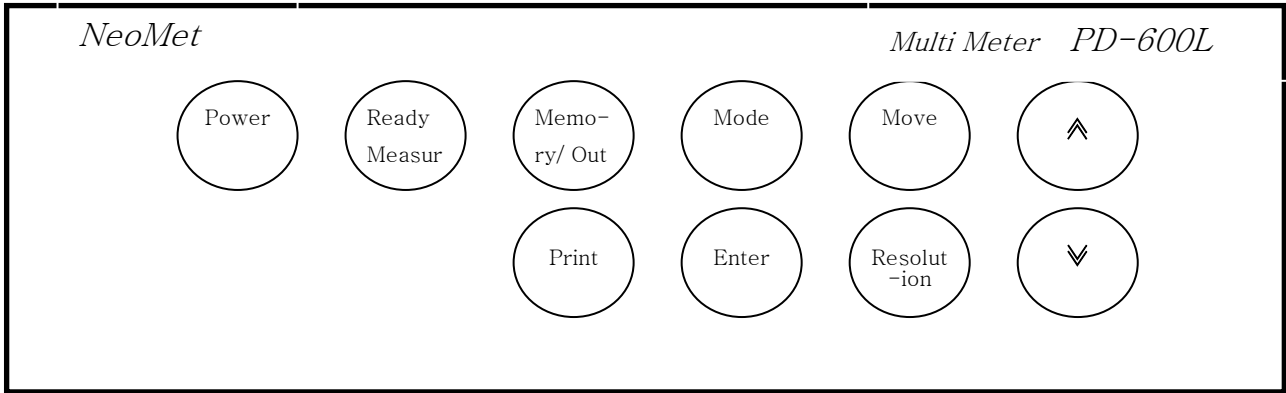 NeoMet
Multi Meter PD-600L
Power
Ready
Measur
Memo-
ry/ Out
Mode
Move
Print
Enter
Resolut
-ion